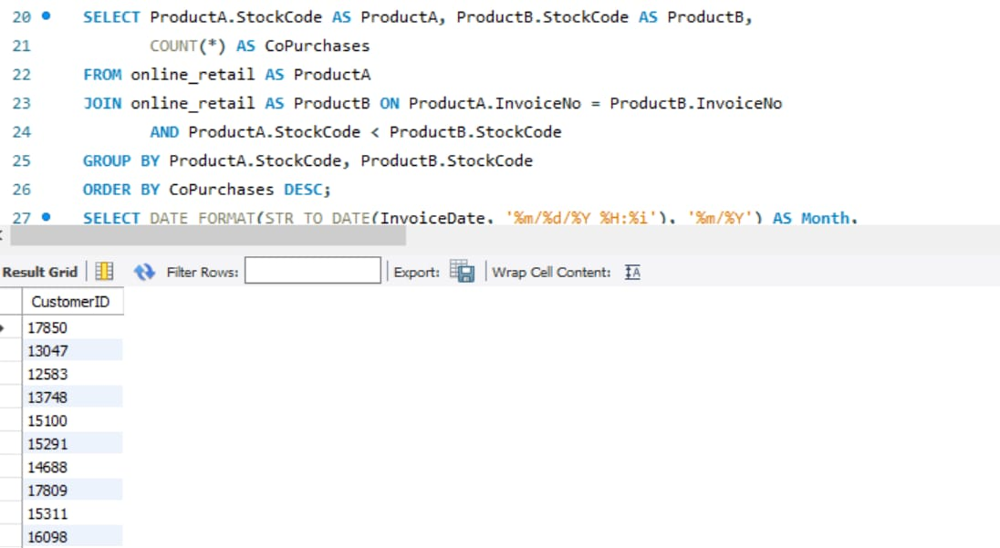 20 SELECT ProductA.StockCode AS ProductA, ProductB.StockCode AS ProductB,
21 COUNT(*) AS CoPurchases
22 FROM online_retail AS ProductA
23 JOIN online_retail AS ProductB ON ProductA.InvoiceNo = ProductB.InvoiceNo
24 AND ProductA.StockCode < ProductB.StockCode
25 GROUP BY ProductA.StockCode, ProductB.StockCode
26 ORDER BY CoPurchases DESC;
27 SELECT DATE_FORMAT(STR_TO_DATE(InvoiceDate, '%m/%d/%Y %H:%i'), '%m/%Y') AS Month,
Result Grid Filter Rows: Export: Wrap Cell Content: IA
CustomerID
17850
13047
12583
13748
15100
15291
14688
17809
15311
16098